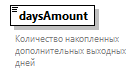 daysAmount
Количество накопленных
дополнительных выходных
дней